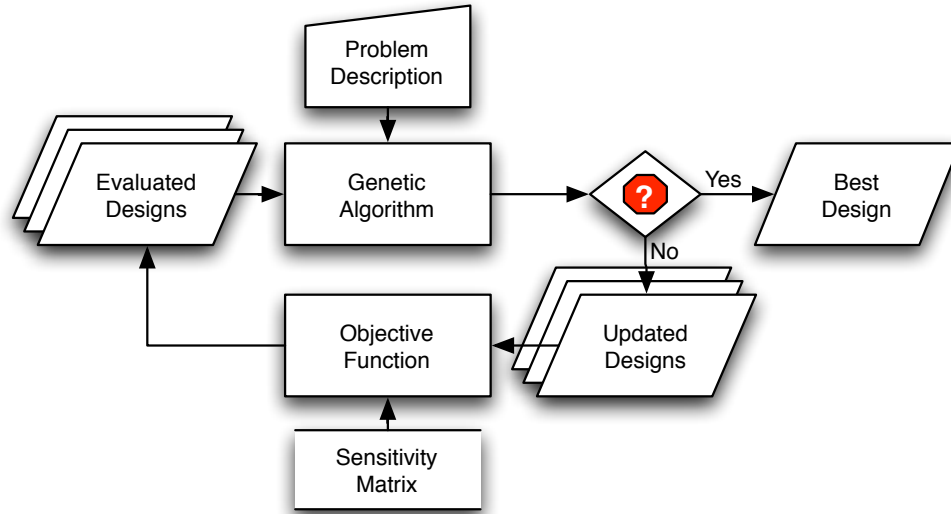 Problem
Description
Evaluated
Designs
Genetic
Algorithm
?
Yes
Best
Design
No
Objective
Function
Updated
Designs
Sensitivity
Matrix